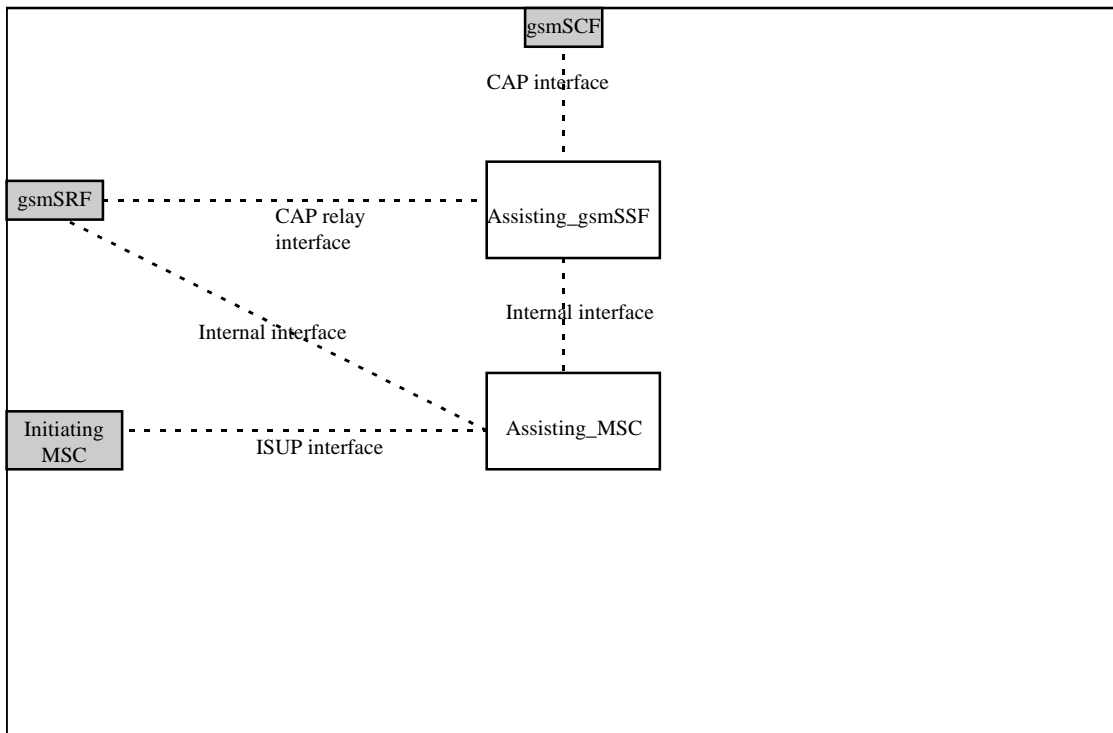 gsmSCF
CAP interface
gsmSRF
CAP relay
interface
Assisting_gsmSSF
Internal interface
Internal interface
Initiating
MSC
ISUP interface
Assisting_MSC